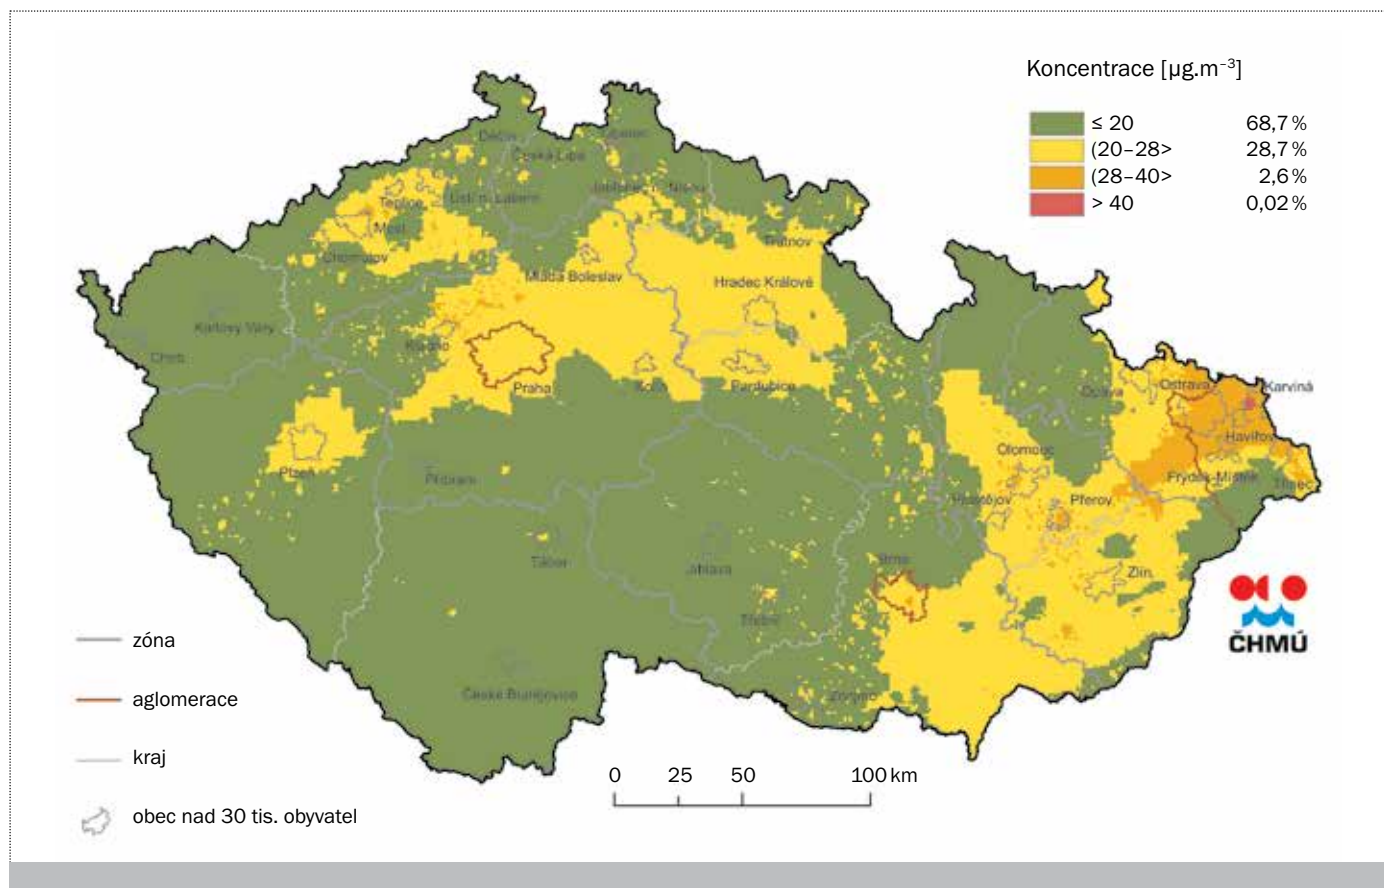 Koncentrace [µg.m⁻³]
≤ 20 68,7 %
(20–28> 28,7 %
(28–40> 2,6 %
> 40 0,02 %
Děčín
Liberec
Česká Lípa
Jablonec n. Nisou
Ústí n. Labem
Teplice
Most
Trutnov
Chomutov
Mladá Boleslav
Hradec Králové
Karlovy Vary
Kladno
Cheb
Praha
Kolín
Pardubice
Opava
Ostrava
Karviná
Havířov
Olomouc
Plzeň
Příbram
Frýdek-Místek
Třinec
Prostějov
Přerov
Tábor
Jihlava
Brno
Zlín
Třebíč
České Budějovice
Znojmo
ČHMÚ
zóna
aglomerace
kraj
obec nad 30 tis. obyvatel
0 25 50 100 km